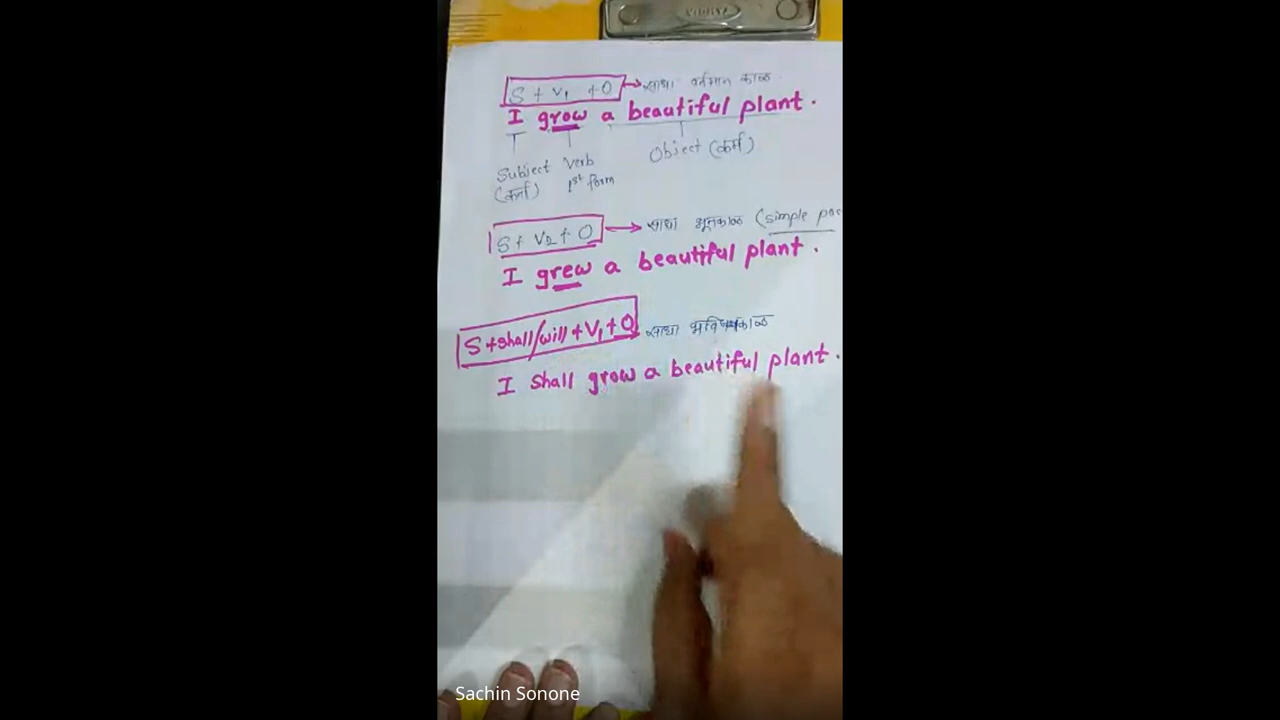 S + V₁ + O → साधा वर्तमान काळ
I grow a beautiful plant.
Subject Verb Object (कर्म)
(कर्ता) 1st form
S + V₂ + O → साधा भूतकाळ (simple pas
I grew a beautiful plant.
S + shall/will + V₁ + O साधा भविष्यकाळ
I shall grow a beautiful plant.
Sachin Sonone